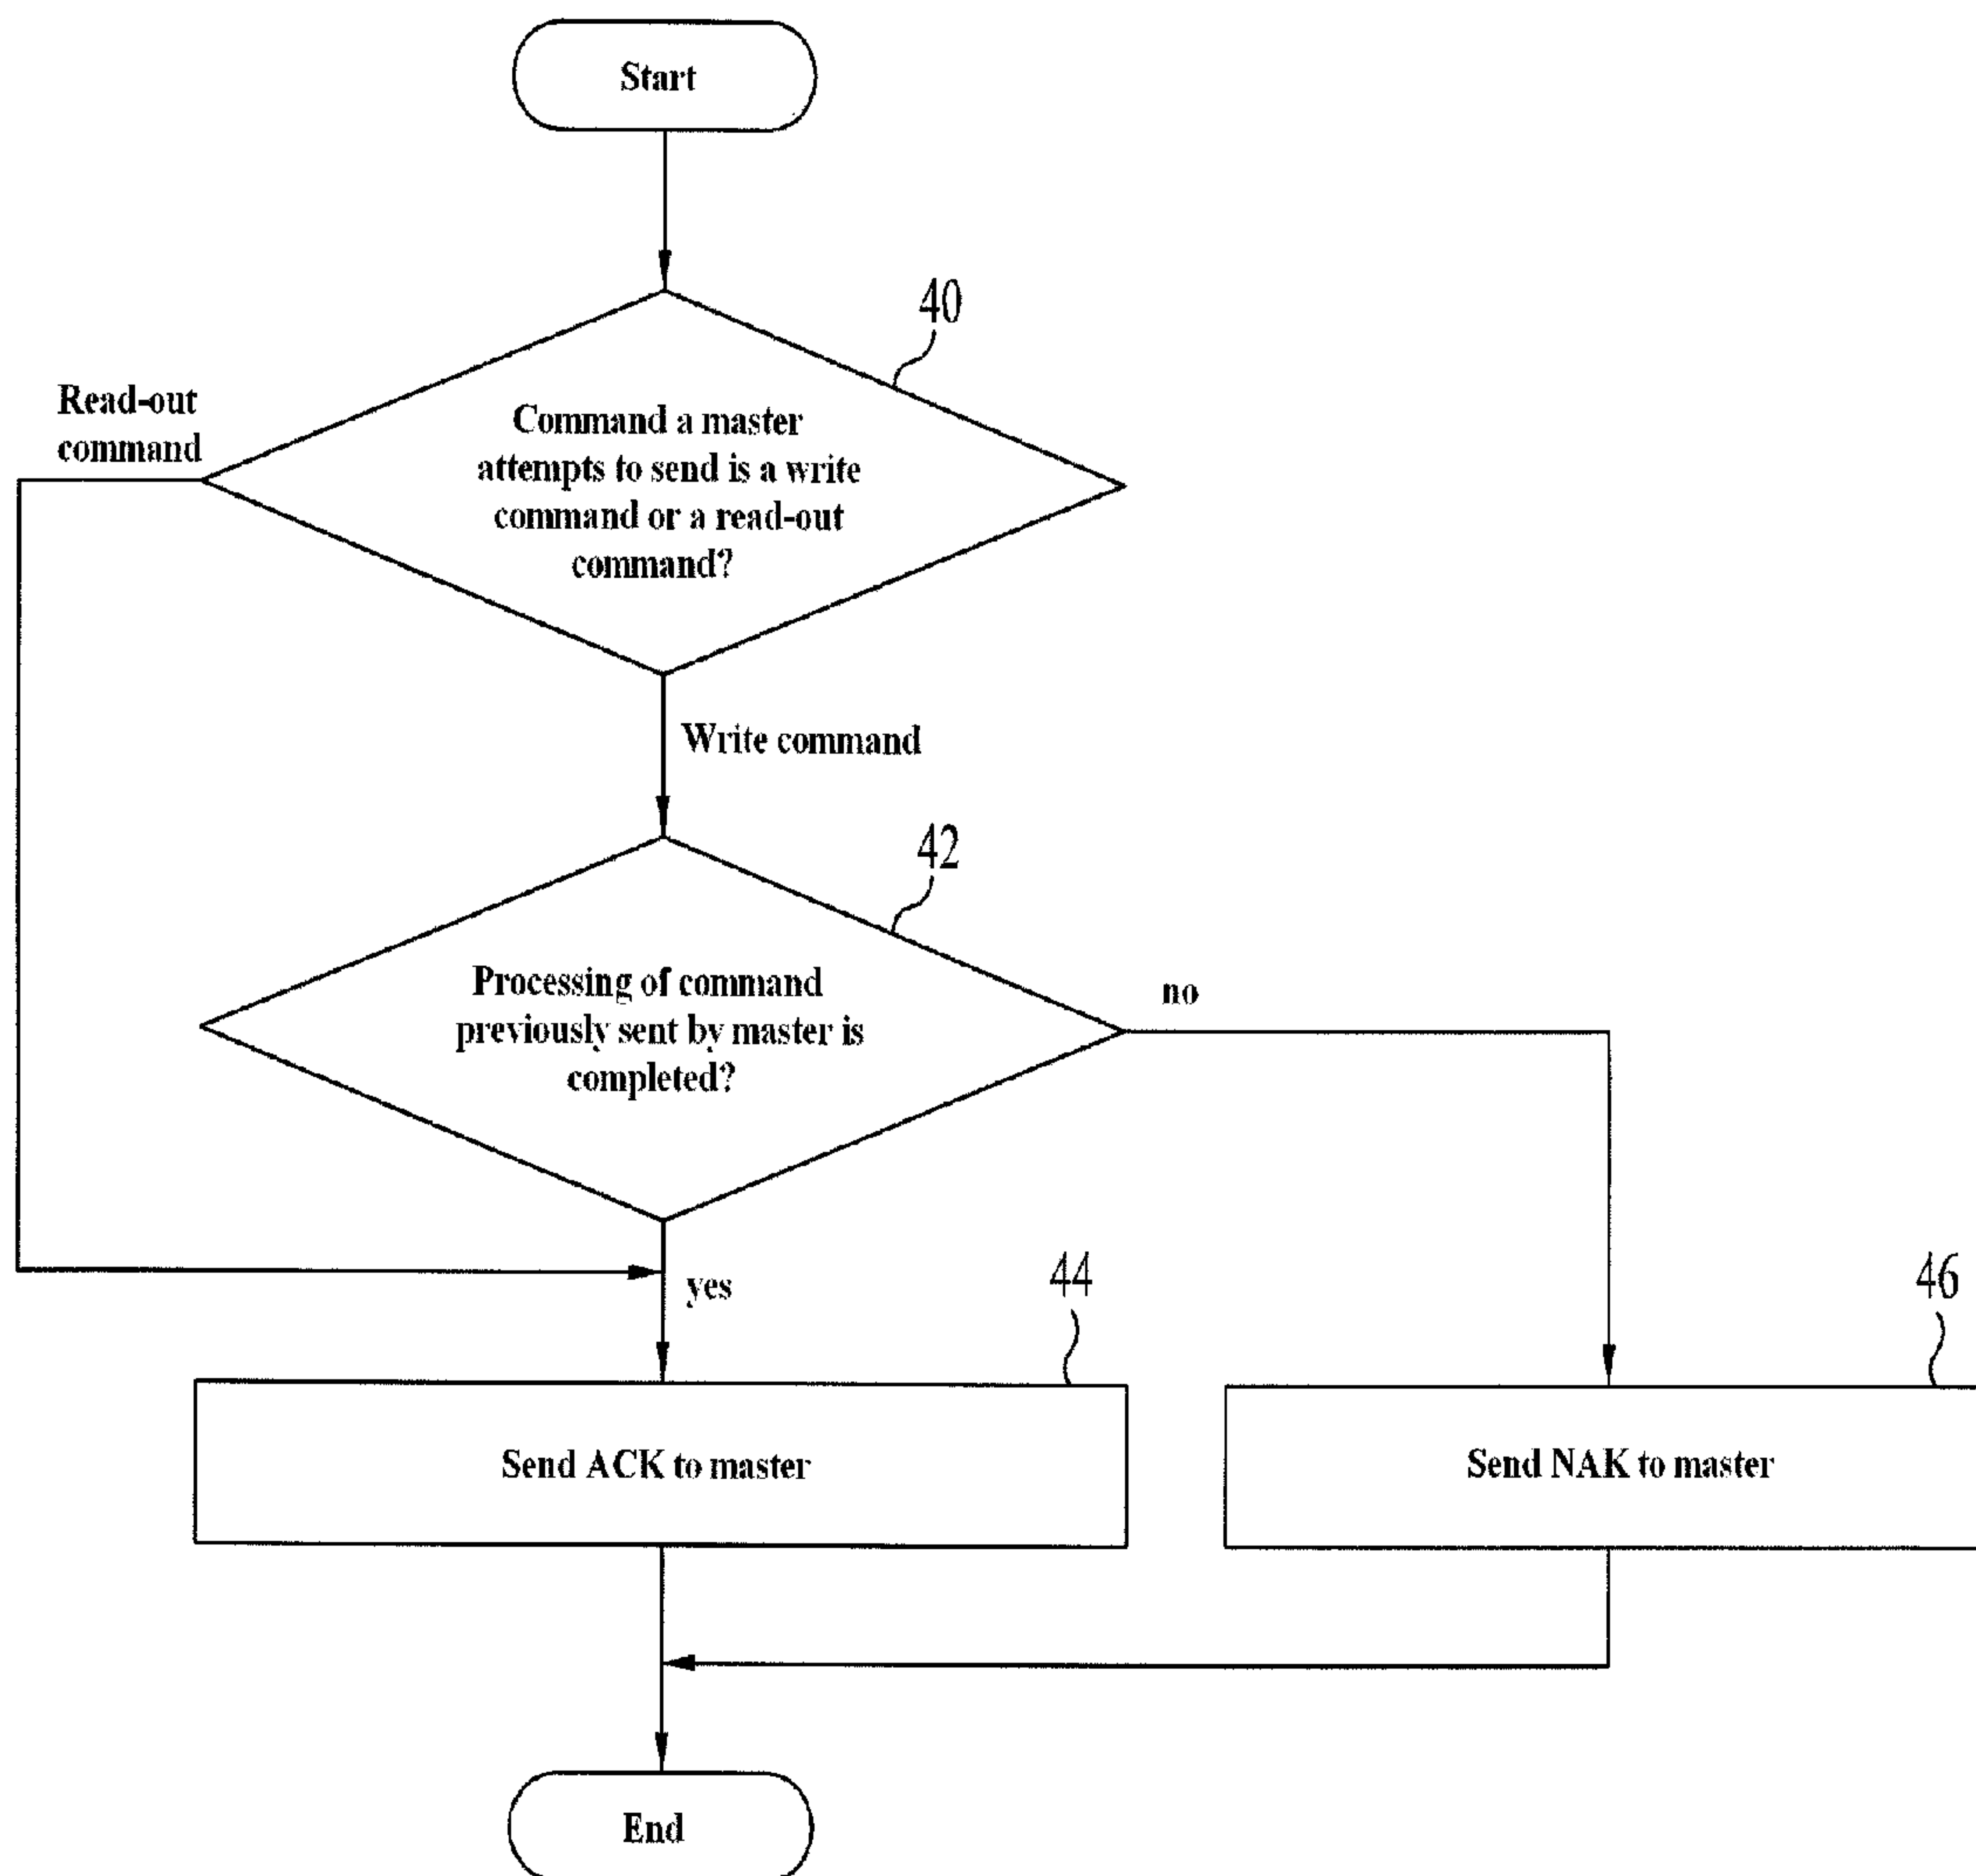 Start
40
Read-out
command
Command a master
attempts to send is a write
command or a read-out
command?
Write command
42
Processing of command
previously sent by master is
completed?
no
yes
44
46
Send ACK to master
Send NAK to master
End